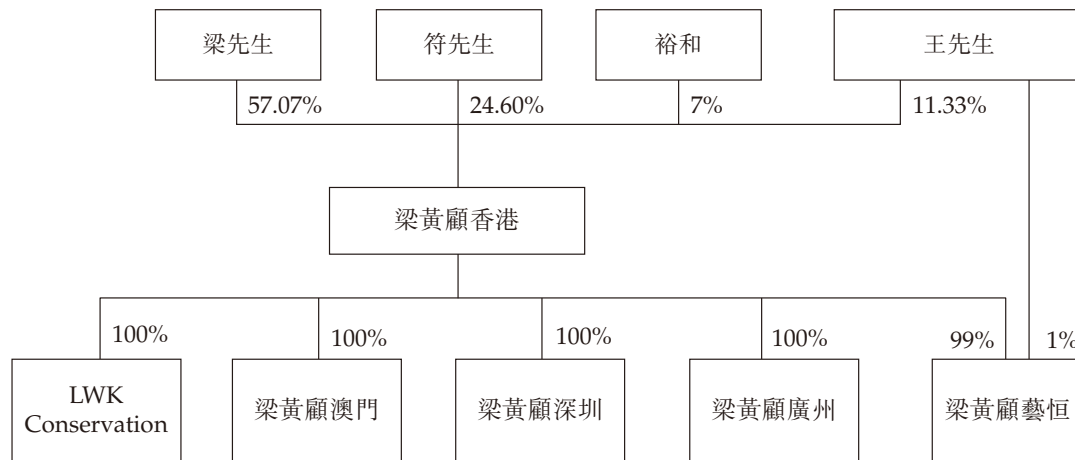 梁先生
符先生
裕和
王先生
57.07%
24.60%
7%
11.33%
梁黃顧香港
100%
100%
100%
100%
99%
1%
LWK
Conservation
梁黃顧澳門
梁黃顧深圳
梁黃顧廣州
梁黃顧藝恒